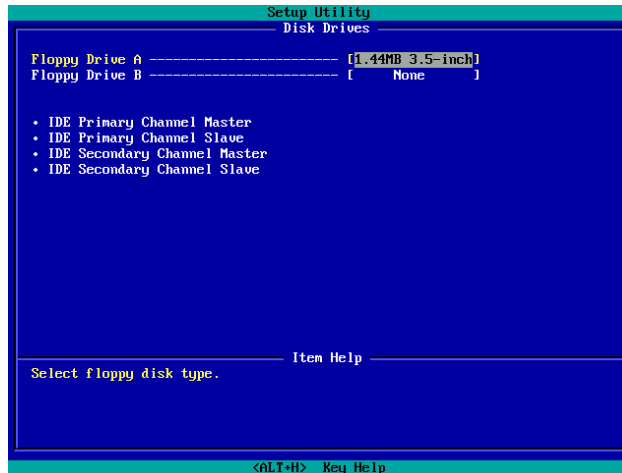 Setup Utility
Disk Drives
Floppy Drive A ------------------------ [1.44MB 3.5-inch]
Floppy Drive B ------------------------ [ None ]
• IDE Primary Channel Master
• IDE Primary Channel Slave
• IDE Secondary Channel Master
• IDE Secondary Channel Slave
Item Help
Select floppy disk type.
<ALT+H> Key Help